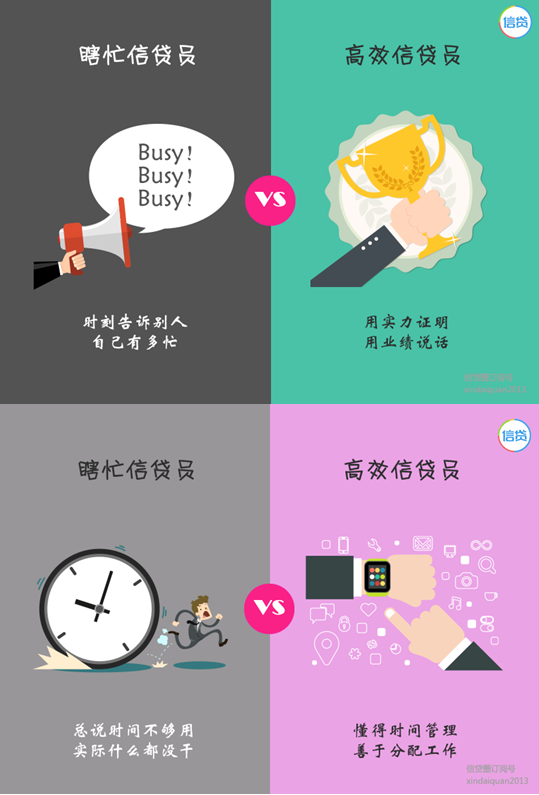 信贷
瞎忙信贷员
高效信贷员
Busy!
Busy!
Busy!
VS
时刻告诉别人
自己有多忙
用实力证明
用业绩说话
信贷圈订阅号
xindaiquan2013
信贷
瞎忙信贷员
高效信贷员
VS
总说时间不够用
实际什么都没干
懂得时间管理
善于分配工作
信贷圈订阅号
xindaiquan2013